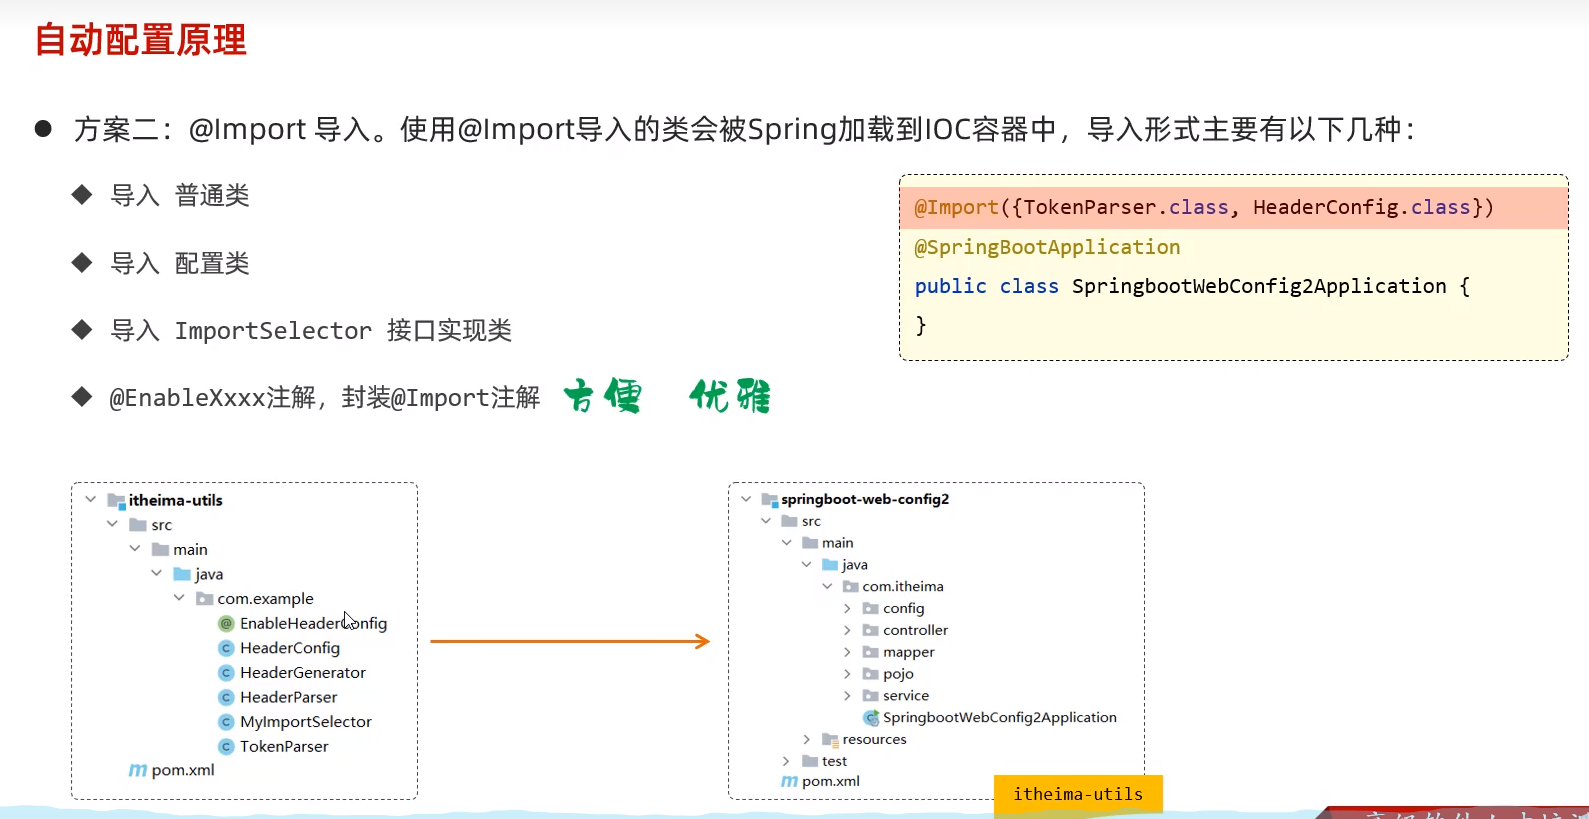 自动配置原理
方案二：@Import 导入。使用@Import导入的类会被Spring加载到IOC容器中，导入形式主要有以下几种：
导入 普通类
导入 配置类
导入 ImportSelector 接口实现类
@EnableXxxx注解，封装@Import注解 方便 优雅
@Import({TokenParser.class, HeaderConfig.class})
@SpringBootApplication
public class SpringbootWebConfig2Application {
}
itheima-utils
src
main
java
com.example
EnableHeaderConfig
HeaderConfig
HeaderGenerator
HeaderParser
MyImportSelector
TokenParser
pom.xml
springboot-web-config2
src
main
java
com.itheima
config
controller
mapper
pojo
service
SpringbootWebConfig2Application
resources
test
pom.xml
itheima-utils